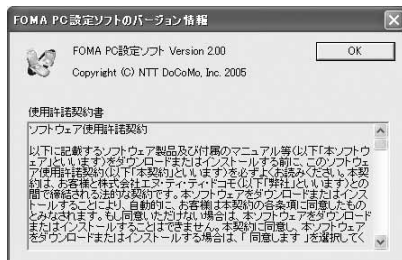 FOMA PC設定ソフトのバージョン情報
FOMA PC設定ソフト Version 2.00
OK
Copyright (C) NTT DoCoMo, Inc. 2005
使用許諾契約書
ソフトウェア使用許諾契約
以下に記載するソフトウェア製品及び付属のマニュアル等(以下「本ソフトウ
ェア」といいます)をダウンロードまたはインストールする前に、このソフトウェ
ア使用許諾契約(以下「本契約」といいます)を必ずよくお読みください。本契
約は、お客様と株式会社エヌ・ティ・ティ・ドコモ(以下「弊社」といいます)との
間で締結される法的な契約です。本ソフトウェアをダウンロードまたはインス
トールすることにより、自動的に、お客様は本契約の各条項に同意したもの
とみなされます。もし同意いただけない場合は、本ソフトウェアをダウンロード
またはインストールすることはできません。本契約に同意し、本ソフトウェア
をダウンロードまたはインストールする場合は、「同意します」を選択してく